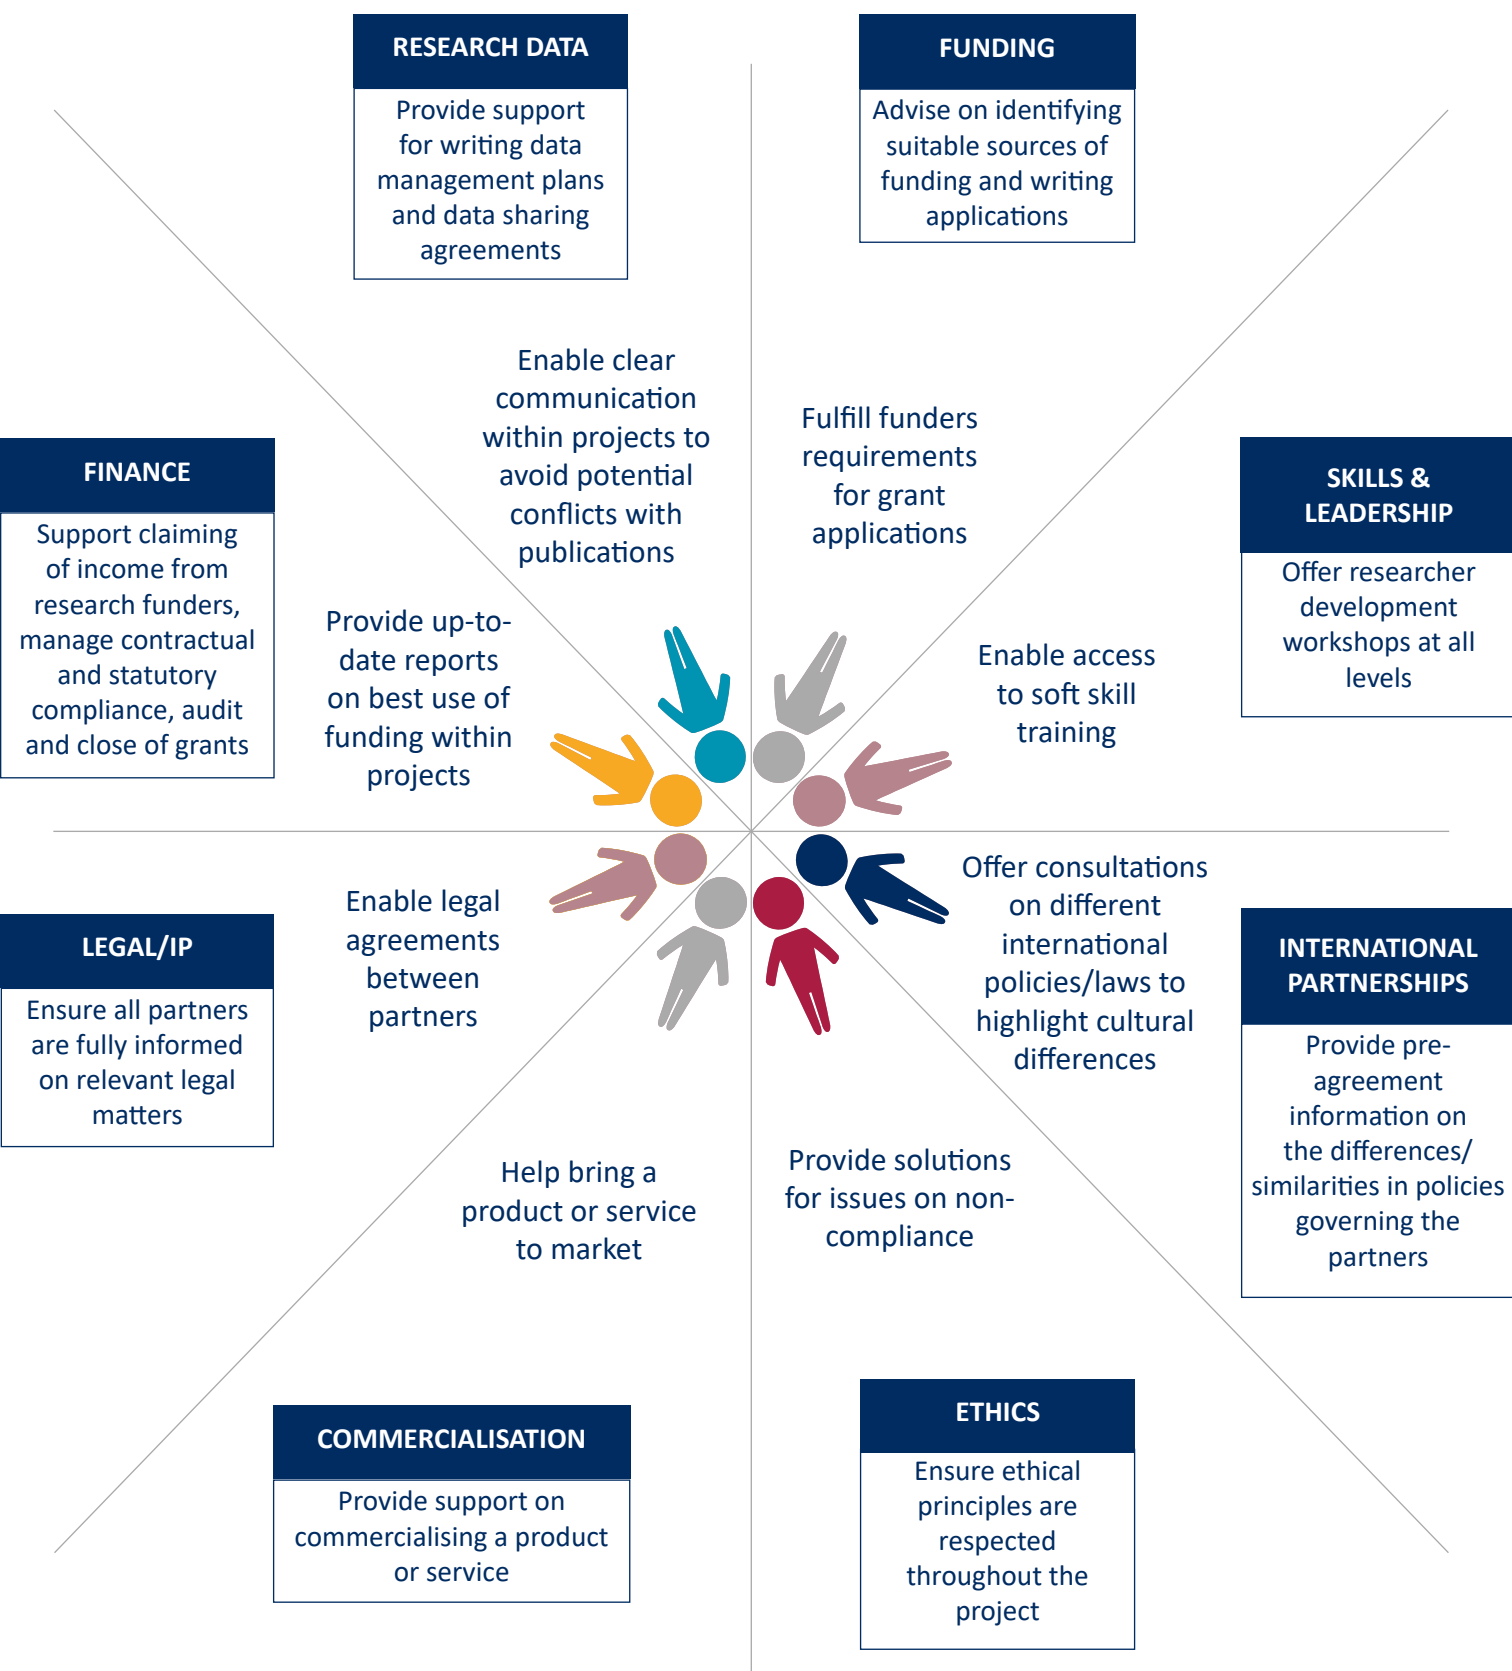 RESEARCH DATA
Provide support
for writing data
management plans
and data sharing
agreements
FUNDING
Advise on identifying
suitable sources of
funding and writing
applications
Enable clear
communication
within projects to
avoid potential
conflicts with
publications
Fulfill funders
requirements
for grant
applications
FINANCE
Support claiming
of income from
research funders,
manage contractual
and statutory
compliance, audit
and close of grants
Provide up-to-
date reports
on best use of
funding within
projects
Enable access
to soft skill
training
SKILLS &
LEADERSHIP
Offer researcher
development
workshops at all
levels
LEGAL/IP
Ensure all partners
are fully informed
on relevant legal
matters
Enable legal
agreements
between
partners
Offer consultations
on different
international
policies/laws to
highlight cultural
differences
INTERNATIONAL
PARTNERSHIPS
Provide pre-
agreement
information on
the differences/
similarities in policies
governing the
partners
Help bring a
product or service
to market
Provide solutions
for issues on non-
compliance
COMMERCIALISATION
Provide support on
commercialising a product
or service
ETHICS
Ensure ethical
principles are
respected
throughout the
project